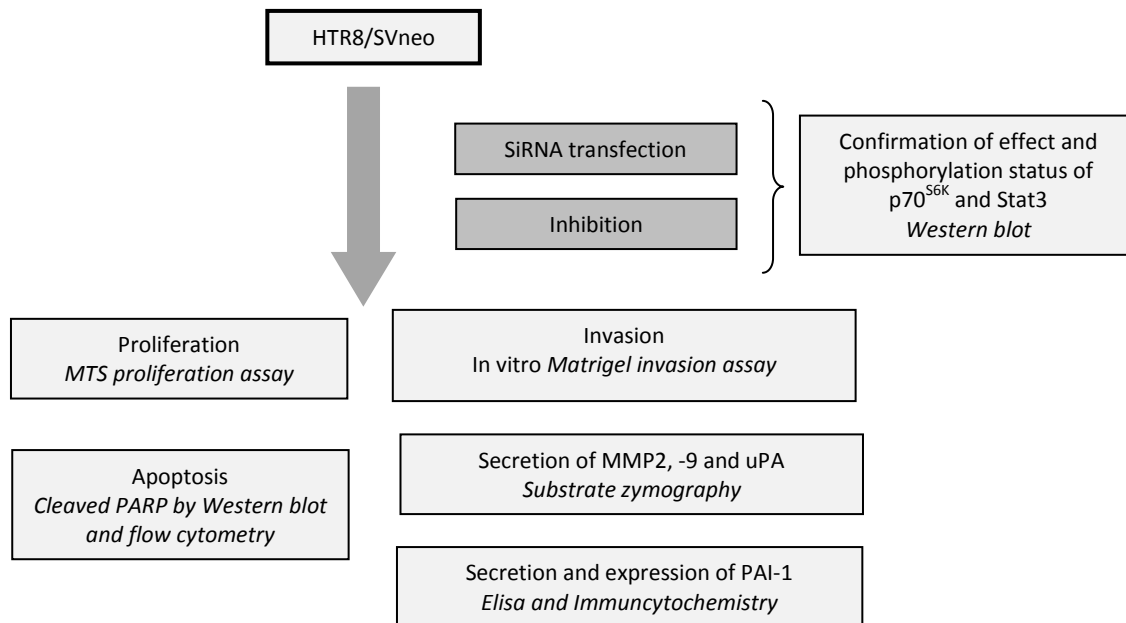 HTR8/SVneo
SiRNA transfection
Inhibition
Confirmation of effect and
phosphorylation status of
p70S6K and Stat3
Western blot
Proliferation
MTS proliferation assay
Invasion
In vitro Matrigel invasion assay
Apoptosis
Cleaved PARP by Western blot
and flow cytometry
Secretion of MMP2, -9 and uPA
Substrate zymography
Secretion and expression of PAI-1
Elisa and Immuncytochemistry